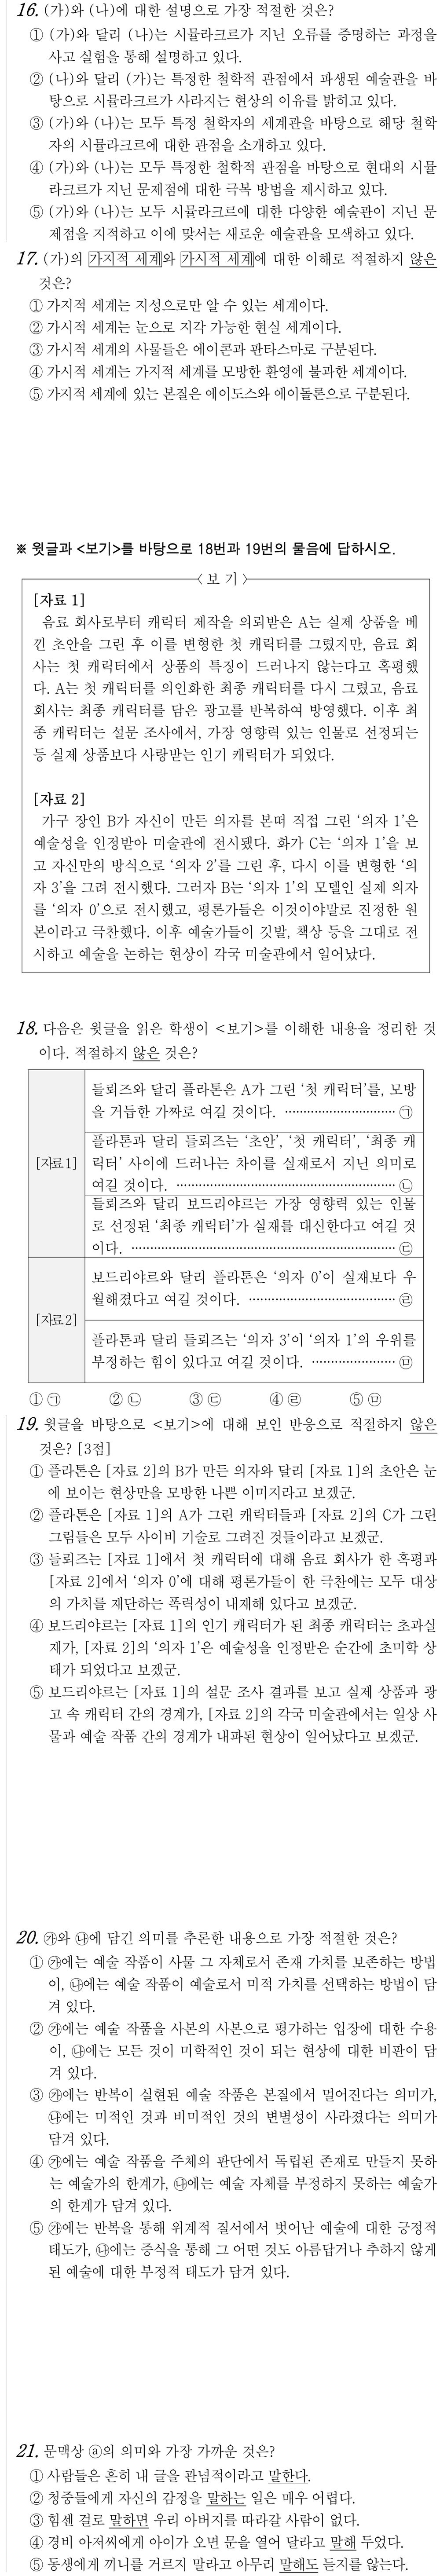 16. (가)와 (나)에 대한 설명으로 가장 적절한 것은?
① (가)와 달리 (나)는 시뮬라크르가 지닌 오류를 증명하는 과정을
사고 실험을 통해 설명하고 있다.
② (나)와 달리 (가)는 특정한 철학적 관점에서 파생된 예술관을 바
탕으로 시뮬라크르가 사라지는 현상의 이유를 밝히고 있다.
③ (가)와 (나)는 모두 특정 철학자의 세계관을 바탕으로 해당 철학
자의 시뮬라크르에 대한 관점을 소개하고 있다.
④ (가)와 (나)는 모두 특정한 철학적 관점을 바탕으로 현대의 시뮬
라크르가 지닌 문제점에 대한 극복 방법을 제시하고 있다.
⑤ (가)와 (나)는 모두 시뮬라크르에 대한 다양한 예술관이 지닌 문
제점을 지적하고 이에 맞서는 새로운 예술관을 모색하고 있다.
17. (가)의 가지적 세계와 가시적 세계에 대한 이해로 적절하지 않은
것은?
① 가지적 세계는 지성으로만 알 수 있는 세계이다.
② 가시적 세계는 눈으로 지각 가능한 현실 세계이다.
③ 가시적 세계의 사물들은 에이콘과 판타스마로 구분된다.
④ 가시적 세계는 가지적 세계를 모방한 환영에 불과한 세계이다.
⑤ 가지적 세계에 있는 본질은 에이도스와 에이돌론으로 구분된다.
※ 윗글과 <보기>를 바탕으로 18번과 19번의 물음에 답하시오.
〈 보 기 〉
[자료 1]
음료 회사로부터 캐릭터 제작을 의뢰받은 A는 실제 상품을 베
낀 초안을 그린 후 이를 변형한 첫 캐릭터를 그렸지만, 음료 회
사는 첫 캐릭터에서 상품의 특징이 드러나지 않는다고 혹평했
다. A는 첫 캐릭터를 의인화한 최종 캐릭터를 다시 그렸고, 음료
회사는 최종 캐릭터를 담은 광고를 반복하여 방영했다. 이후 최
종 캐릭터는 설문 조사에서, 가장 영향력 있는 인물로 선정되는
등 실제 상품보다 사랑받는 인기 캐릭터가 되었다.
[자료 2]
가구 장인 B가 자신이 만든 의자를 본떠 직접 그린 ‘의자 1’은
예술성을 인정받아 미술관에 전시됐다. 화가 C는 ‘의자 1’을 보
고 자신만의 방식으로 ‘의자 2’를 그린 후, 다시 이를 변형한 ‘의
자 3’을 그려 전시했다. 그러자 B는 ‘의자 1’의 모델인 실제 의자
를 ‘의자 0’으로 전시했고, 평론가들은 이것이야말로 진정한 원
본이라고 극찬했다. 이후 예술가들이 깃발, 책상 등을 그대로 전
시하고 예술을 논하는 현상이 각국 미술관에서 일어났다.
18. 다음은 윗글을 읽은 학생이 <보기>를 이해한 내용을 정리한 것
이다. 적절하지 않은 것은?
[자료 1]
들뢰즈와 달리 플라톤은 A가 그린 ‘첫 캐릭터’를, 모방
을 거듭한 가짜로 여길 것이다. ······························ ㉠
플라톤과 달리 들뢰즈는 ‘초안’, ‘첫 캐릭터’, ‘최종 캐
릭터’ 사이에 드러나는 차이를 실재로서 지닌 의미로
여길 것이다. ······························ ㉡
들뢰즈와 달리 보드리야르는 가장 영향력 있는 인물
로 선정된 ‘최종 캐릭터’가 실재를 대신한다고 여길 것
이다. ······························ ㉢
[자료 2]
보드리야르와 달리 플라톤은 ‘의자 0’이 실재보다 우
월해졌다고 여길 것이다. ······························ ㉣
플라톤과 달리 들뢰즈는 ‘의자 3’이 ‘의자 1’의 우위를
부정하는 힘이 있다고 여길 것이다. ······················ ㉤
① ㉠ ② ㉡ ③ ㉢ ④ ㉣ ⑤ ㉤
19. 윗글을 바탕으로 <보기>에 대해 보인 반응으로 적절하지 않은
것은? [3점]
① 플라톤은 [자료 2]의 B가 만든 의자와 달리 [자료 1]의 초안은 눈
에 보이는 현상만을 모방한 나쁜 이미지라고 보겠군.
② 플라톤은 [자료 1]의 A가 그린 캐릭터들과 [자료 2]의 C가 그린
그림들은 모두 사이비 기술로 그려진 것들이라고 보겠군.
③ 들뢰즈는 [자료 1]에서 첫 캐릭터에 대해 음료 회사가 한 혹평과
[자료 2]에서 ‘의자 0’에 대해 평론가들이 한 극찬에는 모두 대상
의 가치를 재단하는 폭력성이 내재해 있다고 보겠군.
④ 보드리야르는 [자료 1]의 인기 캐릭터가 된 최종 캐릭터는 초과실
재가, [자료 2]의 ‘의자 1’은 예술성을 인정받은 순간에 초미학 상
태가 되었다고 보겠군.
⑤ 보드리야르는 [자료 1]의 설문 조사 결과를 보고 실제 상품과 광
고 속 캐릭터 간의 경계가, [자료 2]의 각국 미술관에서는 일상 사
물과 예술 작품 간의 경계가 내파된 현상이 일어났다고 보겠군.
20. ㉮와 ㉯에 담긴 의미를 추론한 내용으로 가장 적절한 것은?
① ㉮에는 예술 작품이 사물 그 자체로서 존재 가치를 보존하는 방법
이, ㉯에는 예술 작품이 예술로서 미적 가치를 선택하는 방법이 담
겨 있다.
② ㉮에는 예술 작품을 사본의 사본으로 평가하는 입장에 대한 수용
이, ㉯에는 모든 것이 미학적인 것이 되는 현상에 대한 비판이 담
겨 있다.
③ ㉮에는 반복이 실현된 예술 작품은 본질에서 멀어진다는 의미가,
㉯에는 미적인 것과 비미적인 것의 변별성이 사라졌다는 의미가
담겨 있다.
④ ㉮에는 예술 작품을 주체의 판단에서 독립된 존재로 만들지 못하
는 예술가의 한계가, ㉯에는 예술 자체를 부정하지 못하는 예술가
의 한계가 담겨 있다.
⑤ ㉮에는 반복을 통해 위계적 질서에서 벗어난 예술에 대한 긍정적
태도가, ㉯에는 증식을 통해 그 어떤 것도 아름답거나 추하지 않게
된 예술에 대한 부정적 태도가 담겨 있다.
21. 문맥상 ⓐ의 의미와 가장 가까운 것은?
① 사람들은 흔히 내 글을 관념적이라고 말한다.
② 청중들에게 자신의 감정을 말하는 일은 매우 어렵다.
③ 힘센 걸로 말하면 우리 아버지를 따라갈 사람이 없다.
④ 경비 아저씨에게 아이가 오면 문을 열어 달라고 말해 두었다.
⑤ 동생에게 끼니를 거르지 말라고 아무리 말해도 듣지를 않는다.